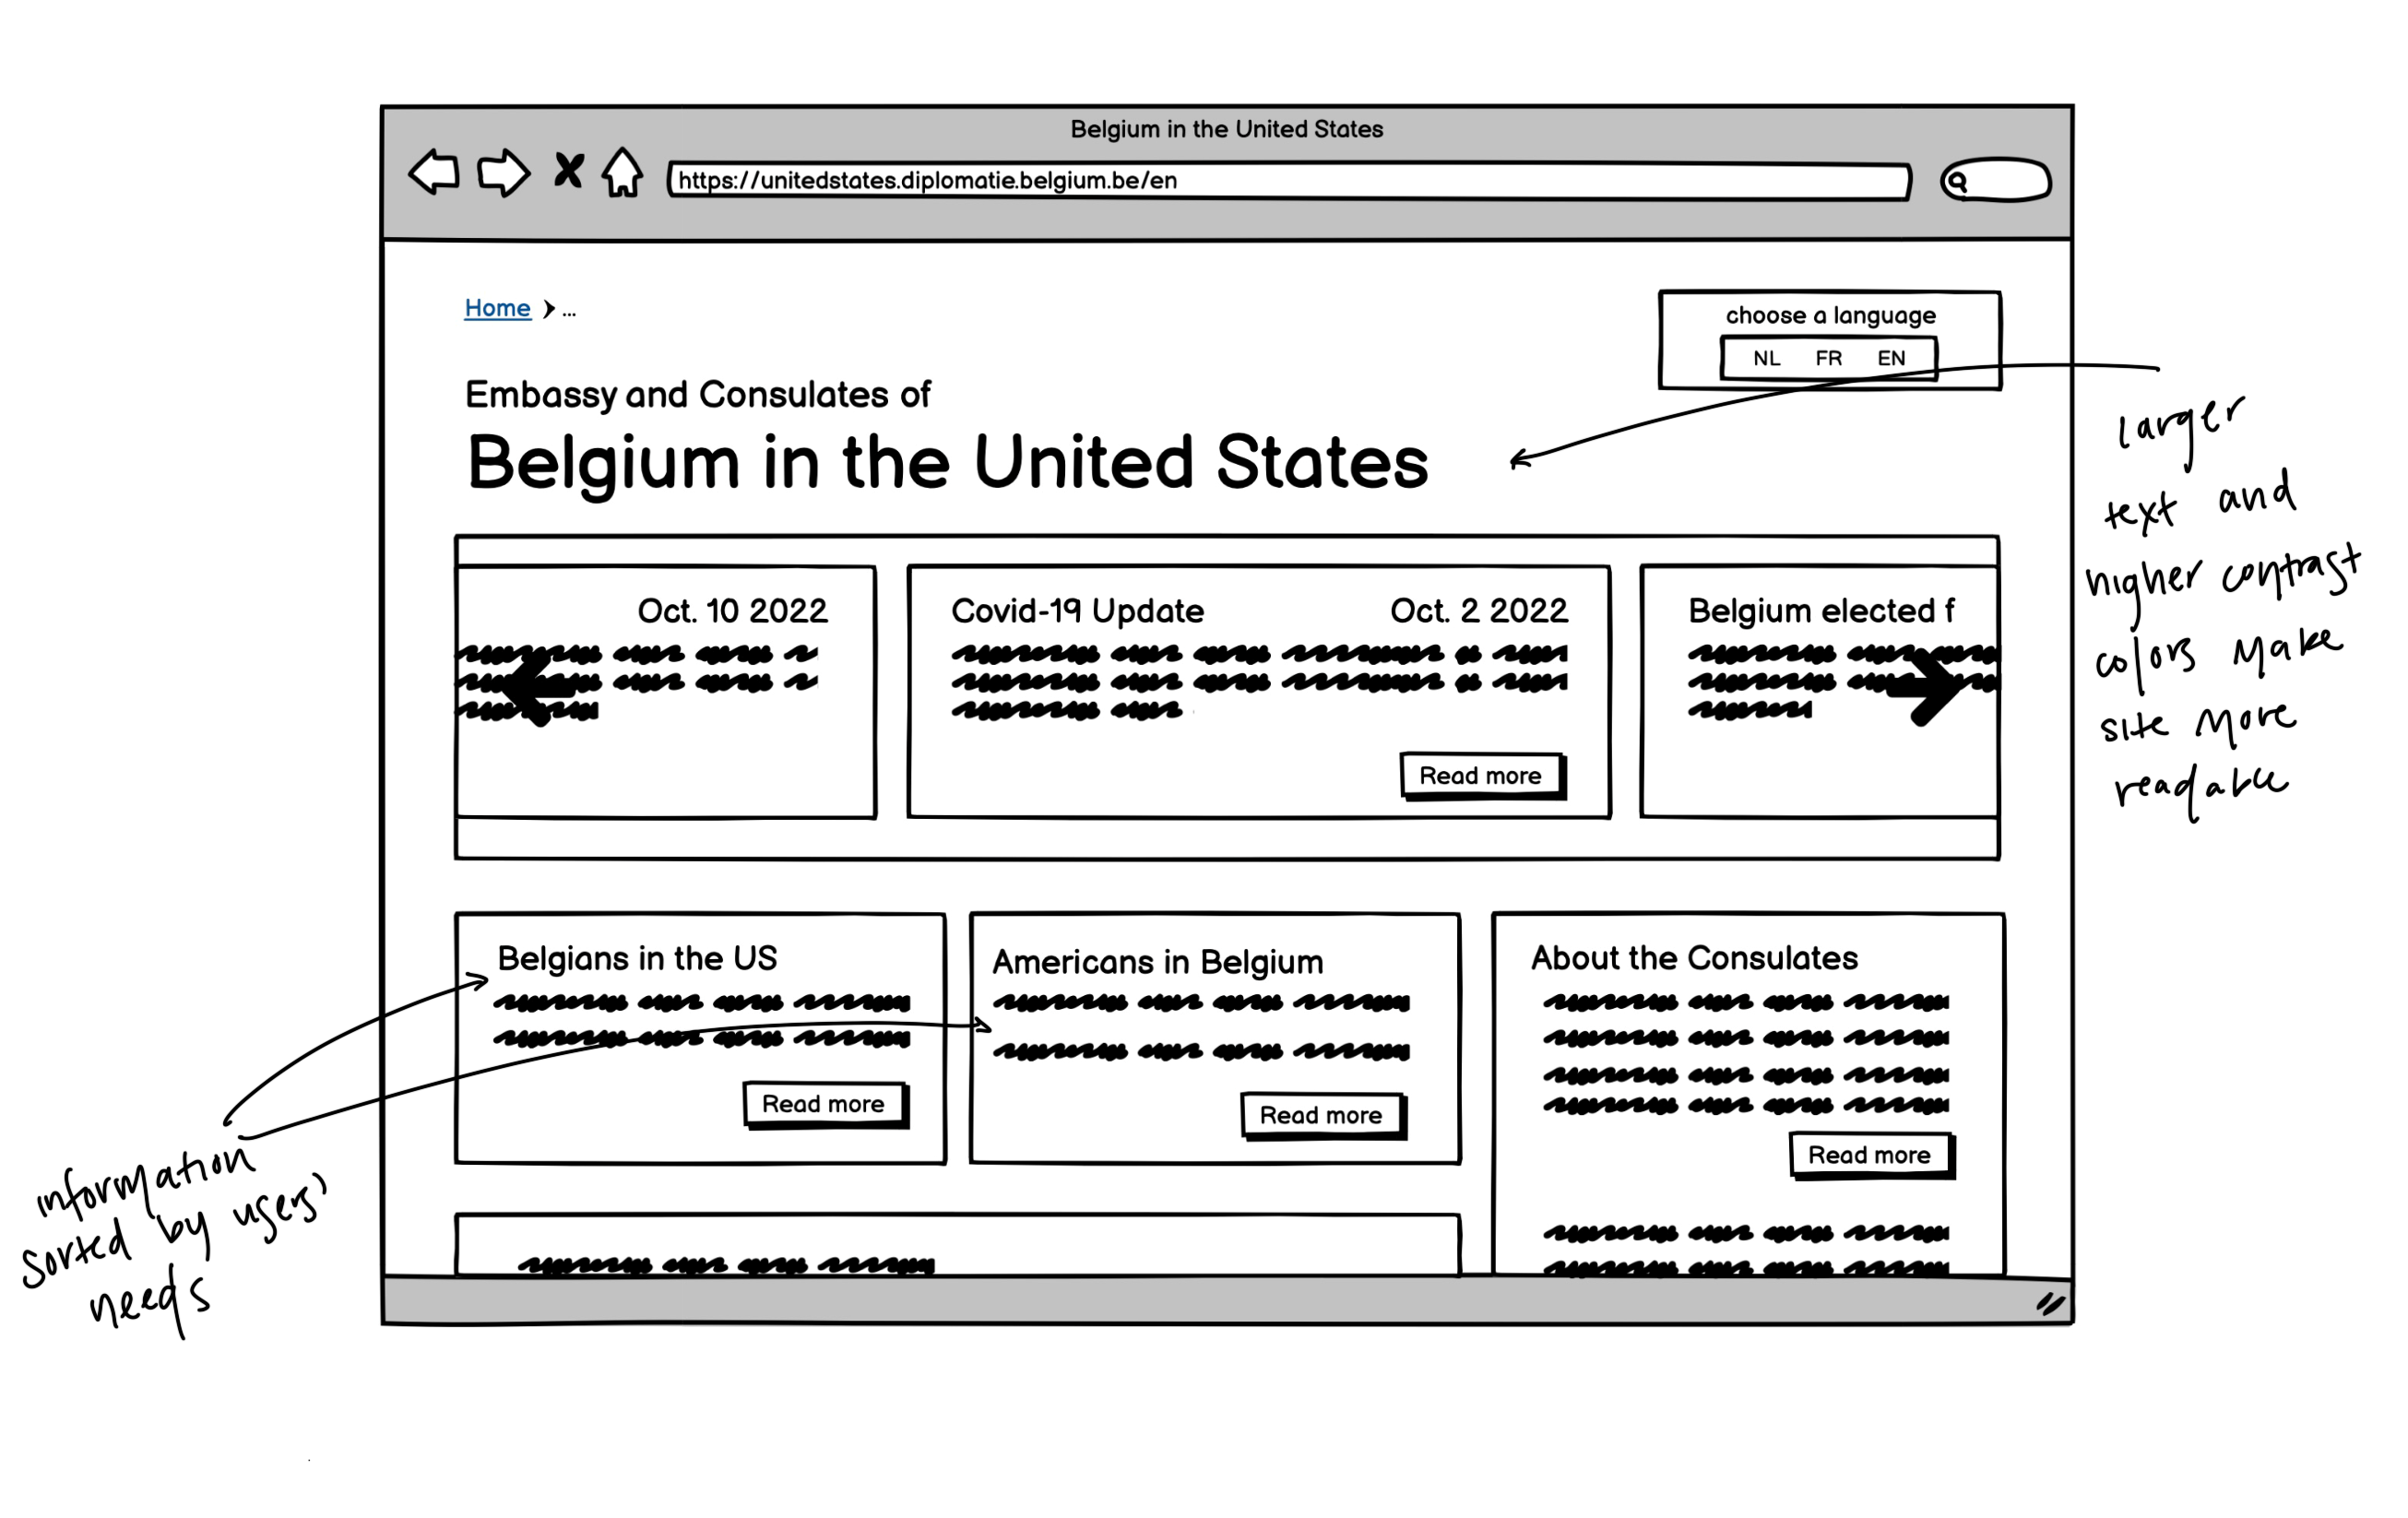 Belgium in the United States
https://unitedstates.diplomatie.belgium.be/en
Home > ...
choose a language
NL FR EN
Embassy and Consulates of
Belgium in the United States
Oct. 10 2022
Covid-19 Update
Oct. 2 2022
Read more
Belgium elected f
Belgians in the US
Read more
Americans in Belgium
Read more
About the Consulates
Read more
larger
text and
higher contrast
colors make
site more
readable
information
sorted by users'
needs